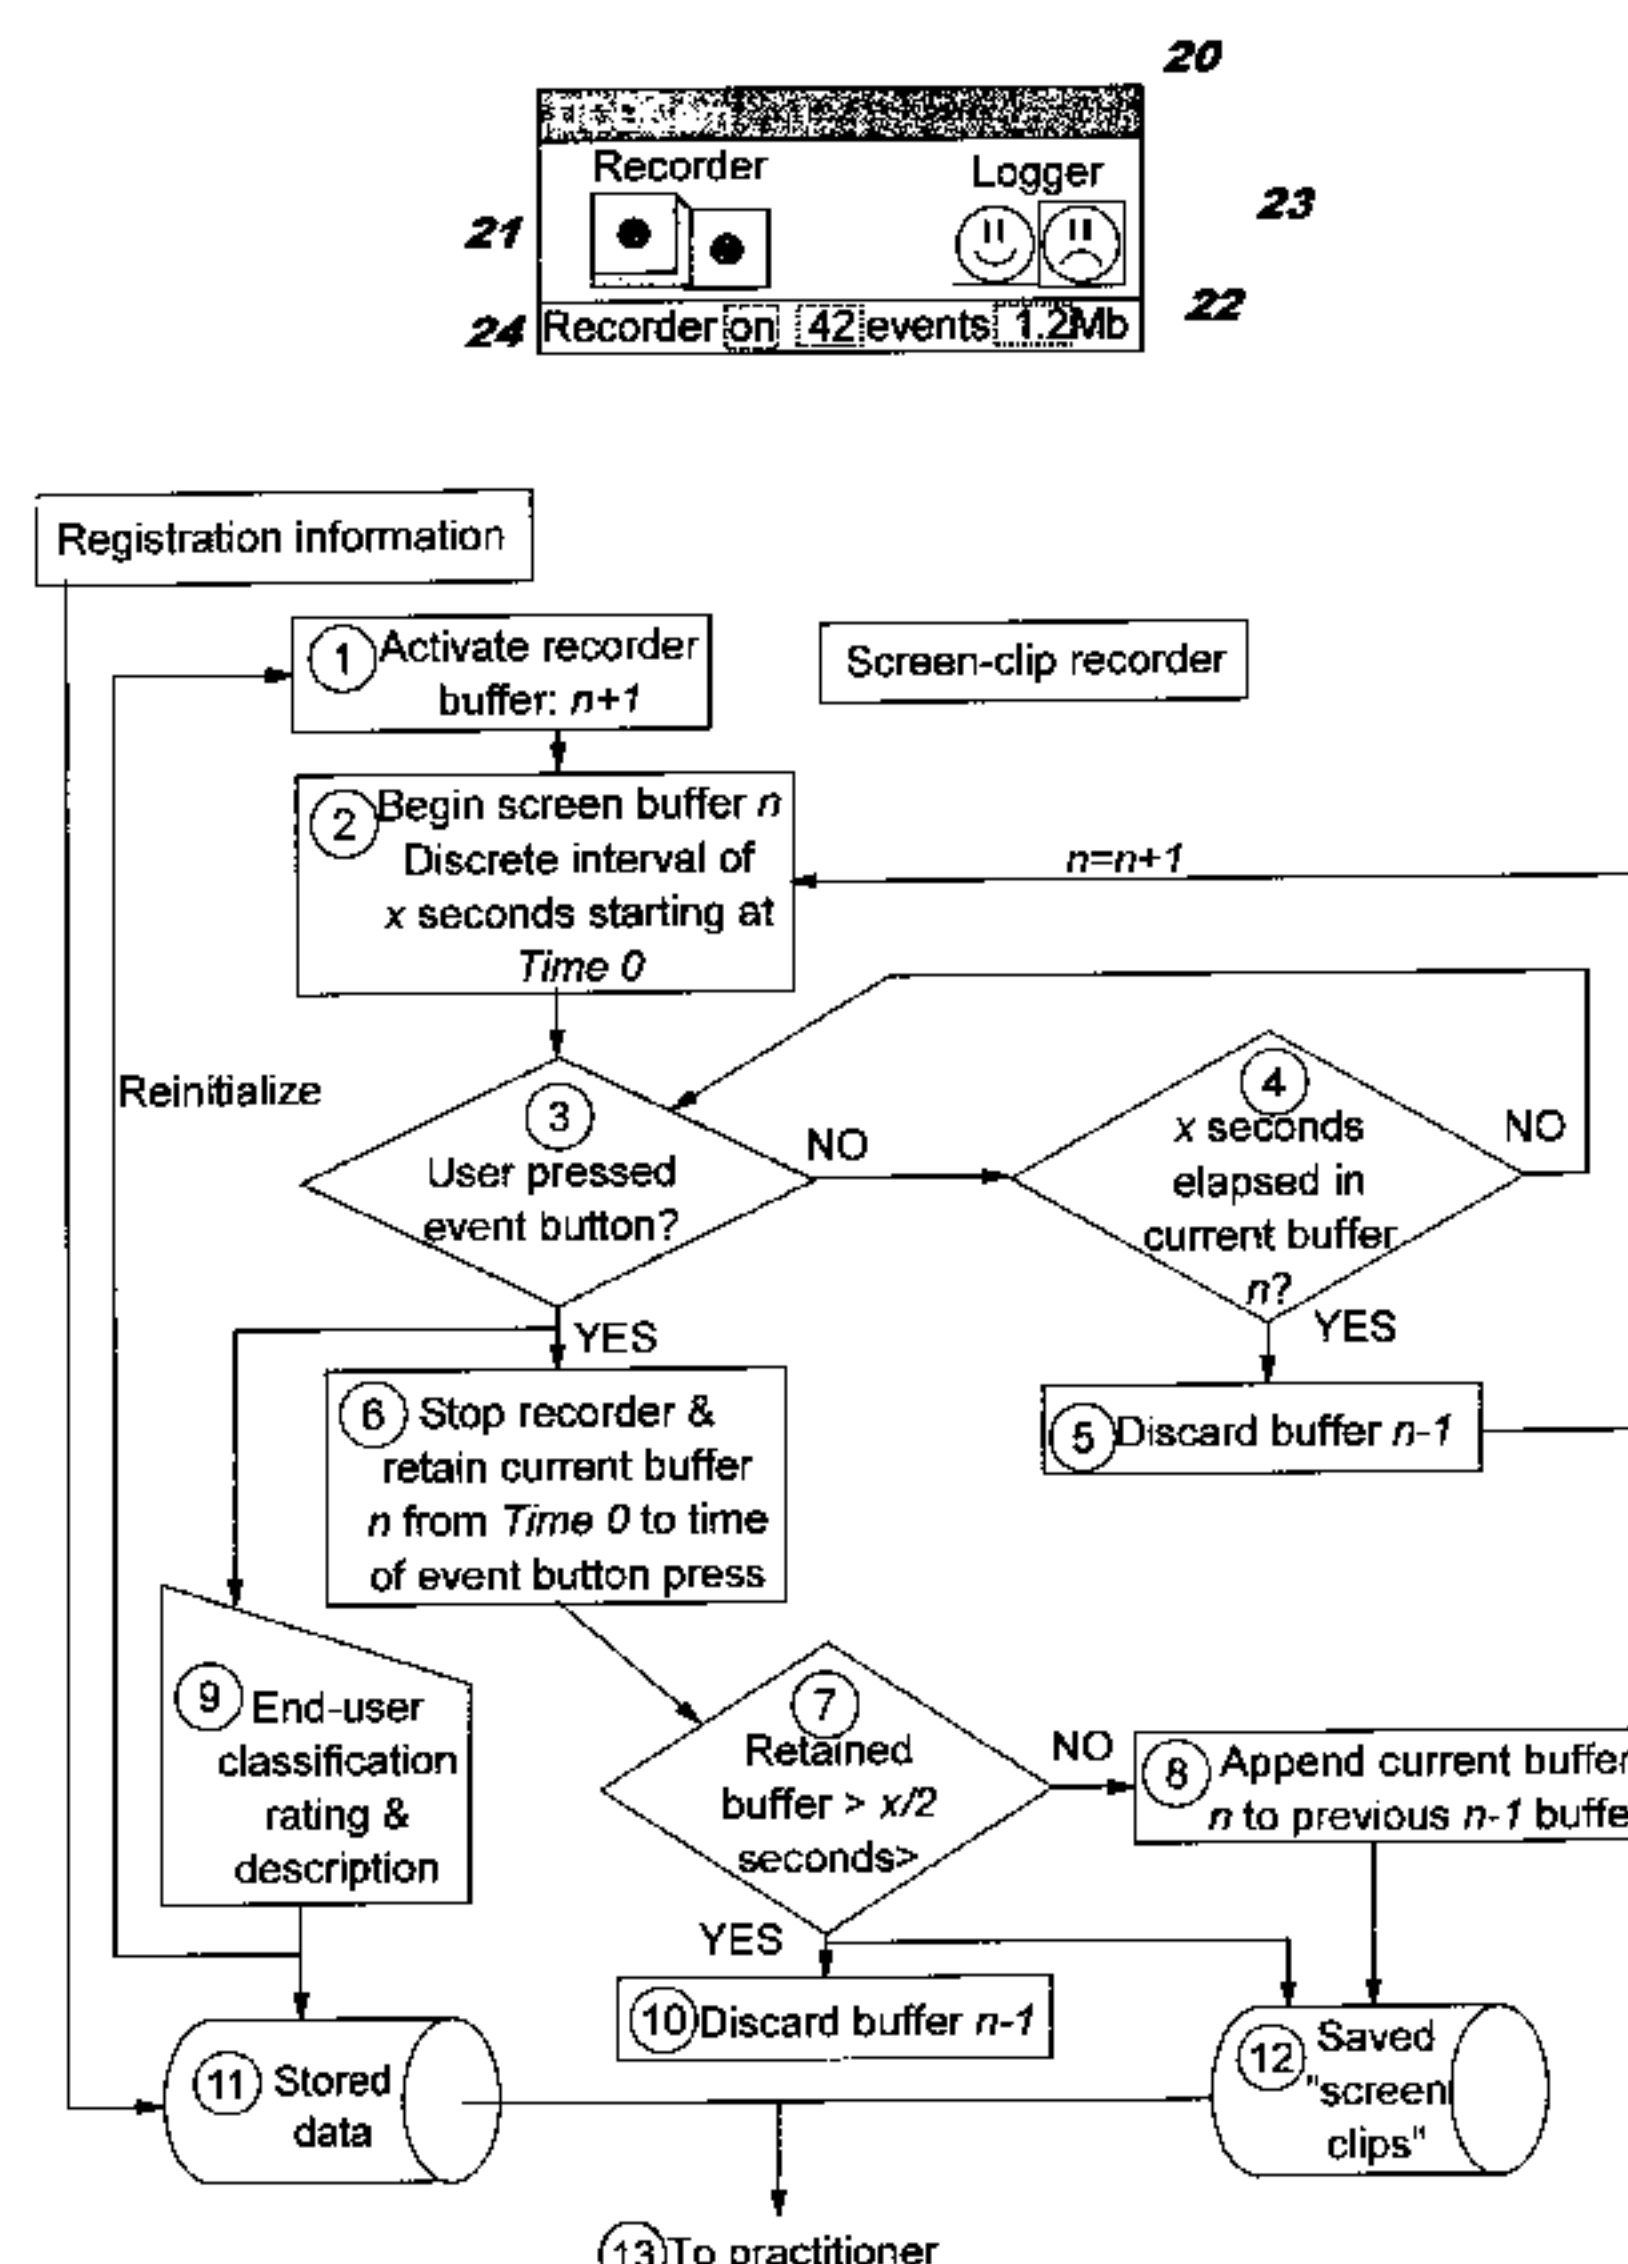 20
Recorder
Logger
21
23
22
24
Recorder on 42 events 1.2Mb
Registration information
1 Activate recorder
buffer: n+1
Screen-clip recorder
2 Begin screen buffer n
Discrete interval of
x seconds starting at
Time 0
n=n+1
Reinitialize
3
User pressed
event button?
NO
4
x seconds
elapsed in
current buffer
n?
NO
YES
YES
5 Discard buffer n-1
6 Stop recorder &
retain current buffer
n from Time 0 to time
of event button press
7
Retained
buffer > x/2
seconds>
NO
8 Append current buffer
n to previous n-1 buffe
9 End-user
classification
rating &
description
YES
10 Discard buffer n-1
11 Stored
data
12 Saved
"screen
clips"
13 To practitioner